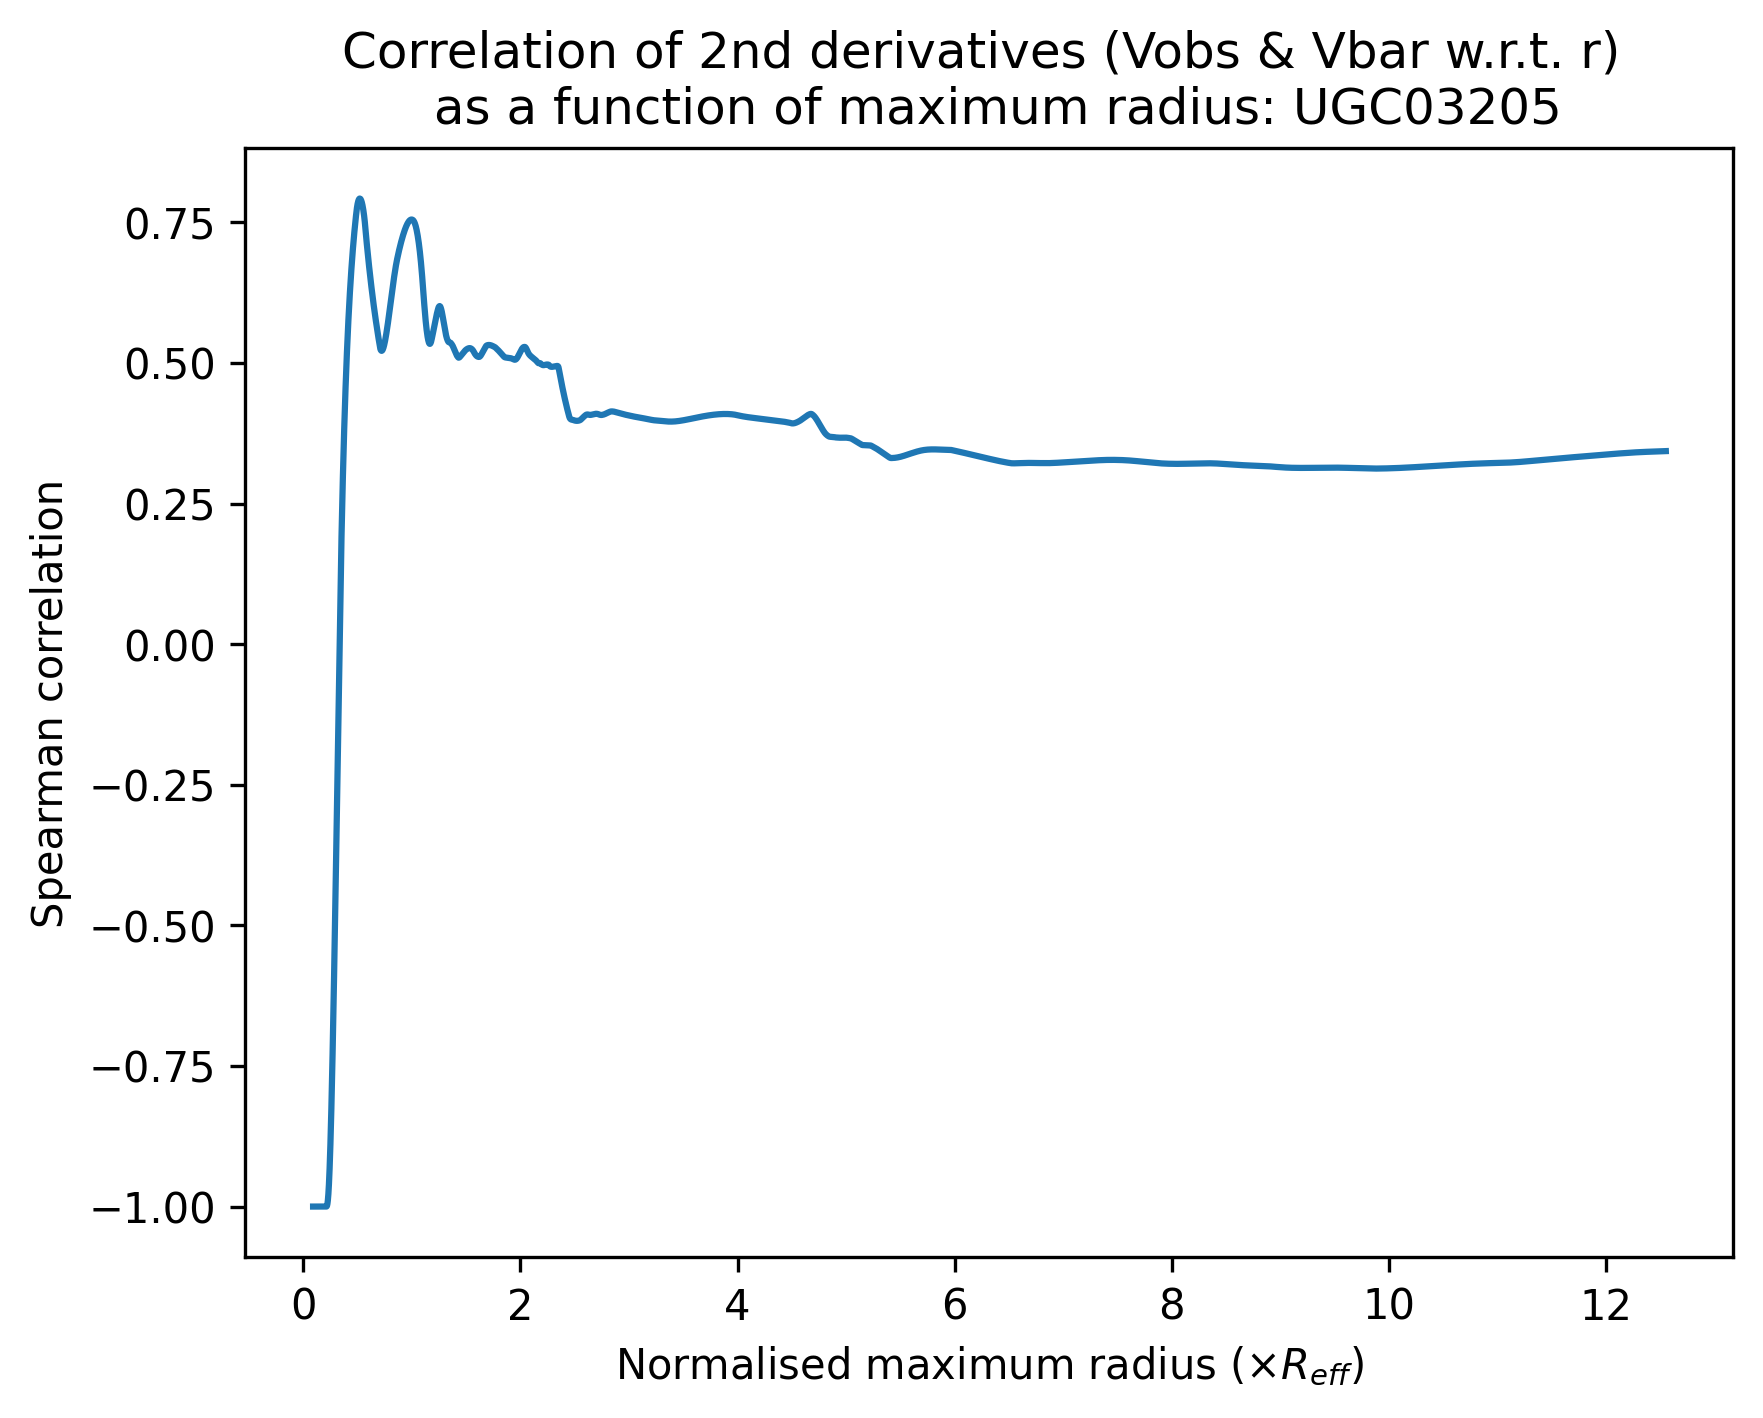 Correlation of 2nd derivatives (Vobs & Vbar w.r.t. r)
as a function of maximum radius: UGC03205
Spearman correlation
0.75
0.50
0.25
0.00
−0.25
−0.50
−0.75
−1.00
0 2 4 6 8 10 12
Normalised maximum radius (×R_eff)